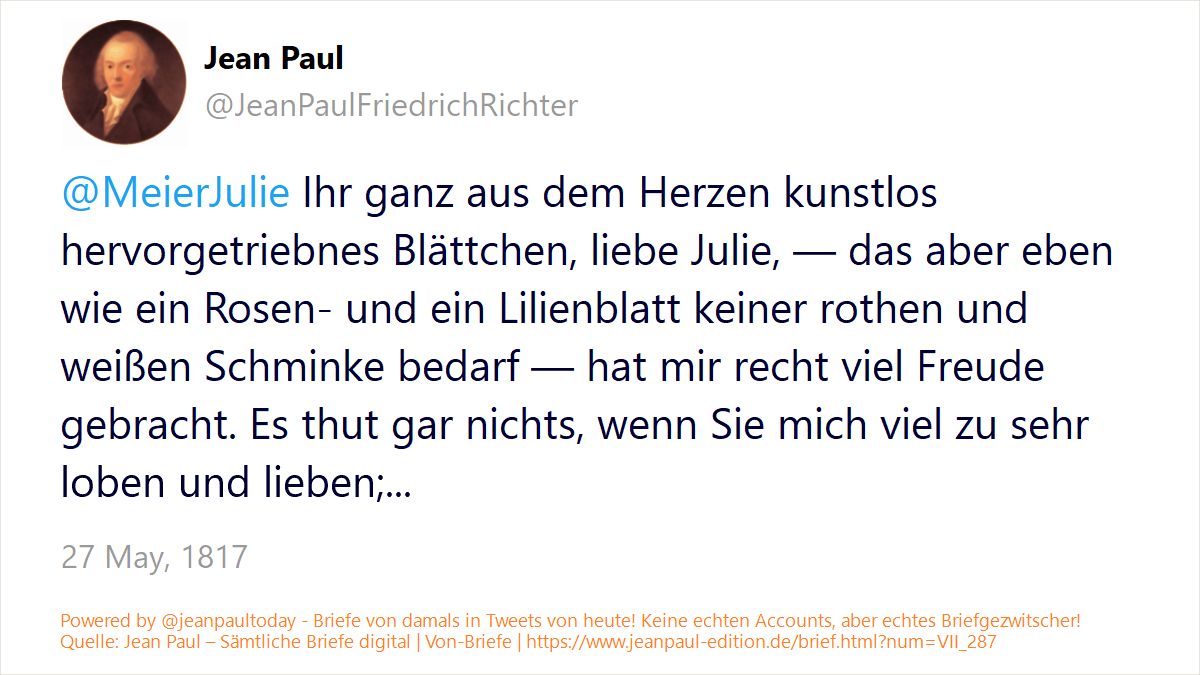 Jean Paul
@JeanPaulFriedrichRichter
@MeierJulie Ihr ganz aus dem Herzen kunstlos
hervorgetriebnes Blättchen, liebe Julie, — das aber eben
wie ein Rosen- und ein Lilienblatt keiner rothen und
weißen Schminke bedarf — hat mir recht viel Freude
gebracht. Es thut gar nichts, wenn Sie mich viel zu sehr
loben und lieben;...
27 May, 1817
Powered by @jeanpaultoday - Briefe von damals in Tweets von heute! Keine echten Accounts, aber echtes Briefgezwitscher!
Quelle: Jean Paul – Sämtliche Briefe digital | Von-Briefe | https://www.jeanpaul-edition.de/brief.html?num=VII_287